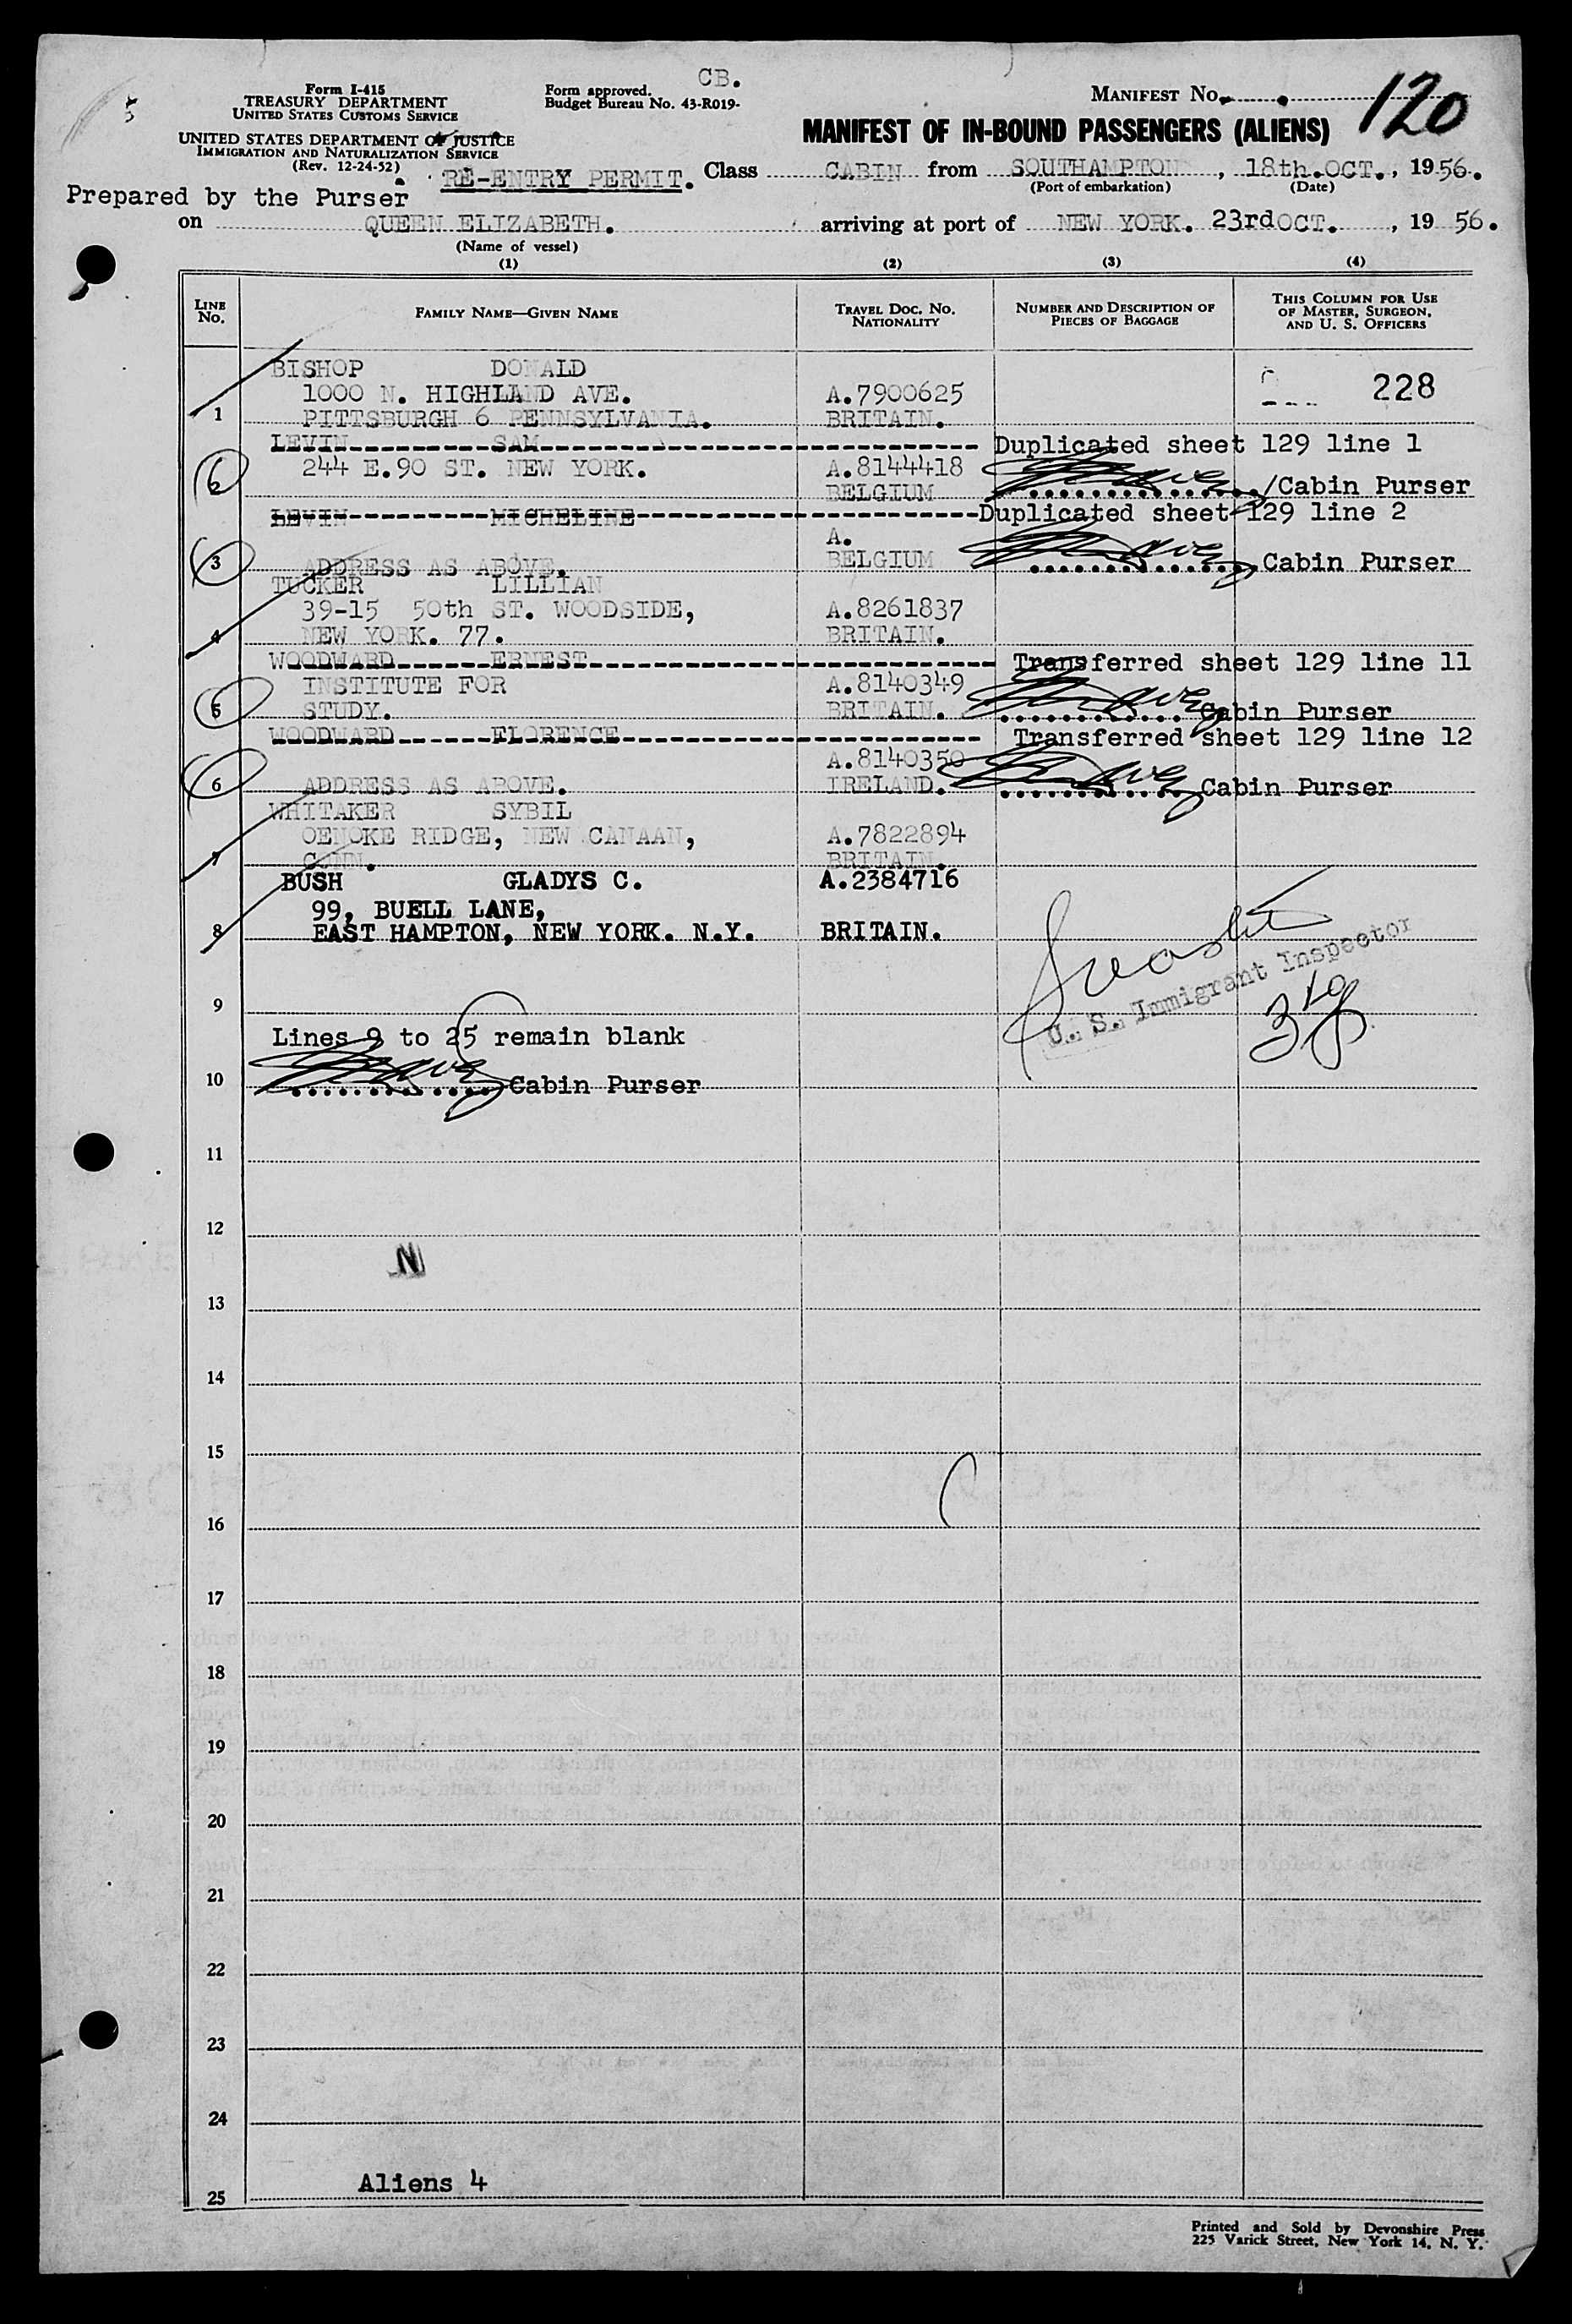 CB.
Form I-415
TREASURY DEPARTMENT
UNITED STATES CUSTOMS SERVICE
Form approved.
Budget Bureau No. 43-R019-
MANIFEST No. 120
UNITED STATES DEPARTMENT OF JUSTICE
IMMIGRATION AND NATURALIZATION SERVICE
(Rev. 12-24-52)
MANIFEST OF IN-BOUND PASSENGERS (ALIENS)
RE-ENTRY PERMIT. Class CABIN from SOUTHAMPTON, 18th.OCT., 1956.
(Port of embarkation) (Date)
Prepared by the Purser
on QUEEN ELIZABETH. arriving at port of NEW YORK. 23rdOCT., 19 56.
(Name of vessel)
(1) (2) (3) (4)
LINE No. FAMILY NAME—GIVEN NAME TRAVEL DOC. NO. NATIONALITY NUMBER AND DESCRIPTION OF PIECES OF BAGGAGE THIS COLUMN FOR USE OF MASTER, SURGEON, AND U. S. OFFICERS
BISHOP DONALD
1000 N. HIGHLAND AVE. A.7900625 228
1 PITTSBURGH 6 PENNSYLVANIA. BRITAIN.
LEVIN SAM Duplicated sheet 129 line 1
244 E.90 ST. NEW YORK. A.8144418
2 BELGIUM /Cabin Purser
LEVIN MICHELINE Duplicated sheet 129 line 2
A.
3 ADDRESS AS ABOVE. BELGIUM Cabin Purser
TUCKER LILLIAN
39-15 50th ST. WOODSIDE, A.8261837
4 NEW YORK. 77. BRITAIN.
WOODWARD ERNEST Transferred sheet 129 line 11
INSTITUTE FOR A.8140349
5 STUDY. BRITAIN. Cabin Purser
WOODWARD FLORENCE Transferred sheet 129 line 12
A.8140350
6 ADDRESS AS ABOVE. IRELAND. Cabin Purser
WHITAKER SYBIL
OENOKE RIDGE, NEW CANAAN, A.7822894
7 CONN. BRITAIN.
BUSH GLADYS C. A.2384716
99, BUELL LANE,
8 EAST HAMPTON, NEW YORK. N.Y. BRITAIN.
U. S. Immigrant Inspector
9
Lines 9 to 25 remain blank
10 Cabin Purser
11
12
N
13
14
15
16
17
18
19
20
21
22
23
24
Aliens 4
25
Printed and Sold by Devonshire Press
225 Varick Street, New York 14, N. Y.